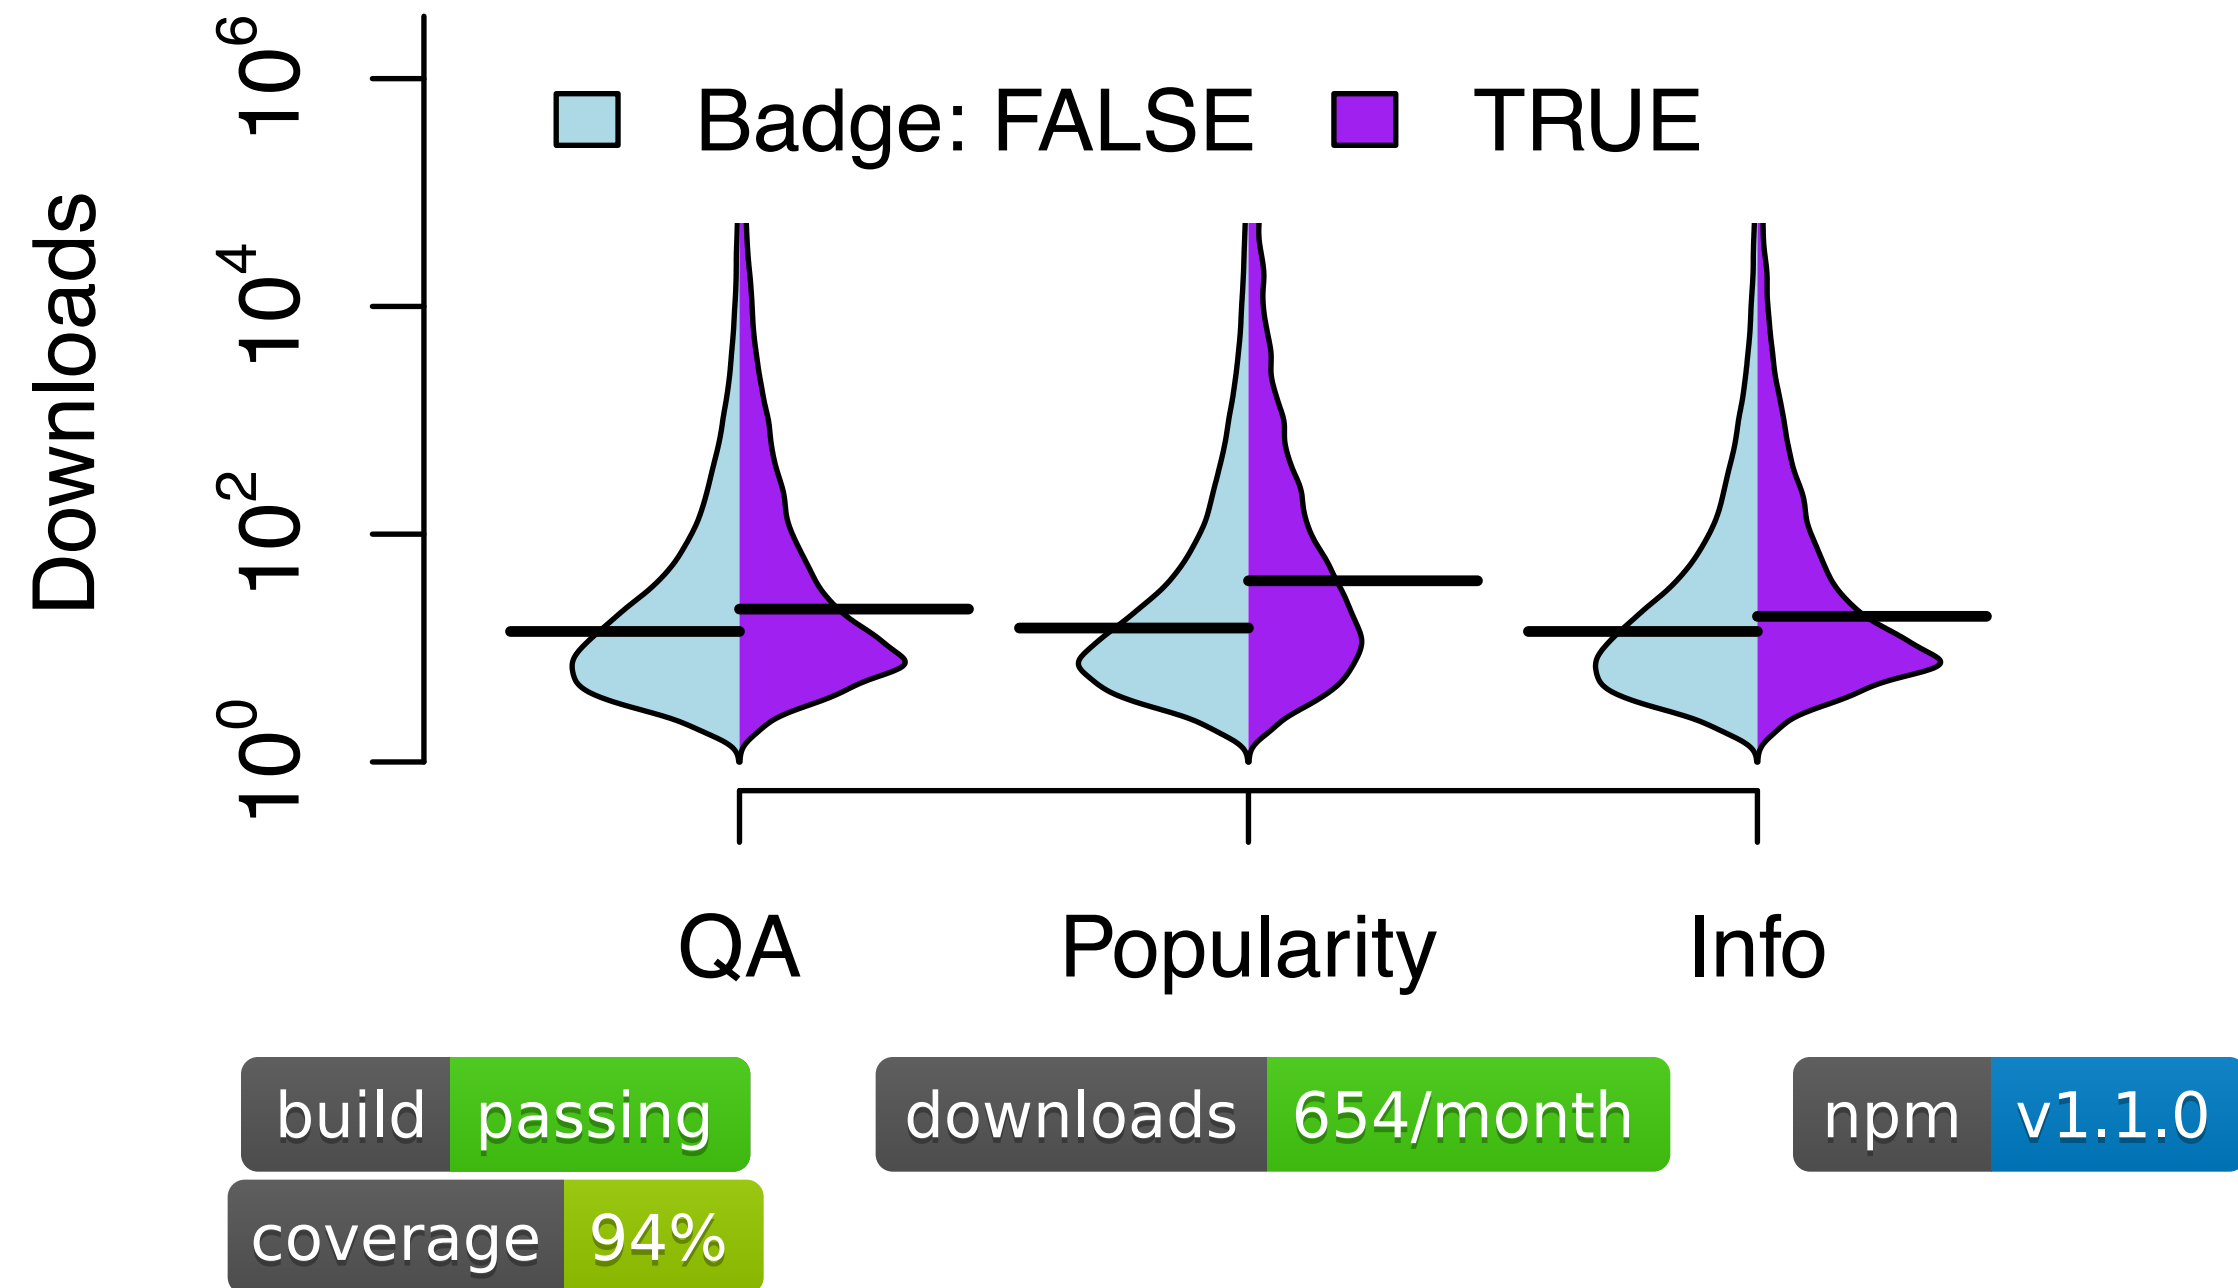 Downloads
10^6
10^4
10^2
10^0
Badge: FALSE TRUE
QA Popularity Info
build passing downloads 654/month npm v1.1.0
coverage 94%